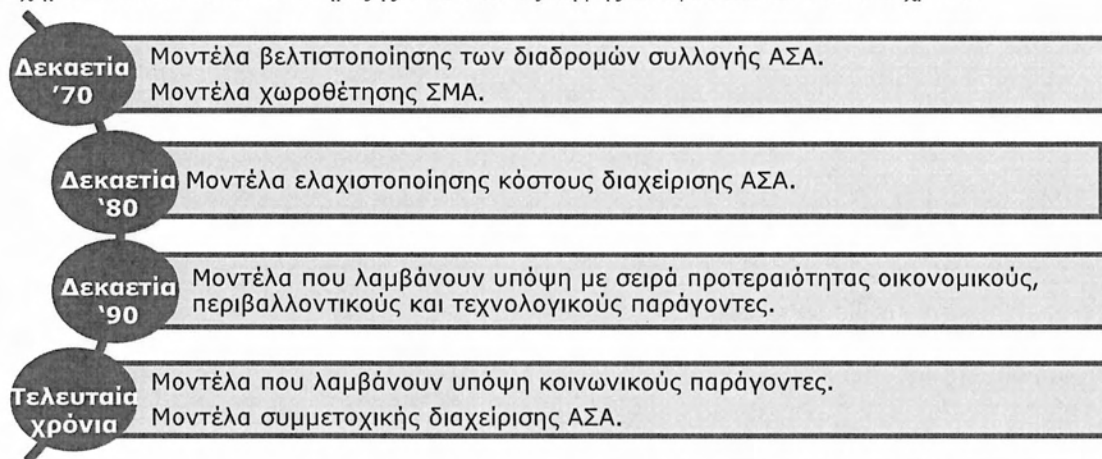 Δεκαετία
'70
Μοντέλα βελτιστοποίησης των διαδρομών συλλογής ΑΣΑ.
Μοντέλα χωροθέτησης ΣΜΑ.
Δεκαετία
'80
Μοντέλα ελαχιστοποίησης κόστους διαχείρισης ΑΣΑ.
Δεκαετία
'90
Μοντέλα που λαμβάνουν υπόψη με σειρά προτεραιότητας οικονομικούς,
περιβαλλοντικούς και τεχνολογικούς παράγοντες.
Τελευταία
χρόνια
Μοντέλα που λαμβάνουν υπόψη κοινωνικούς παράγοντες.
Μοντέλα συμμετοχικής διαχείρισης ΑΣΑ.